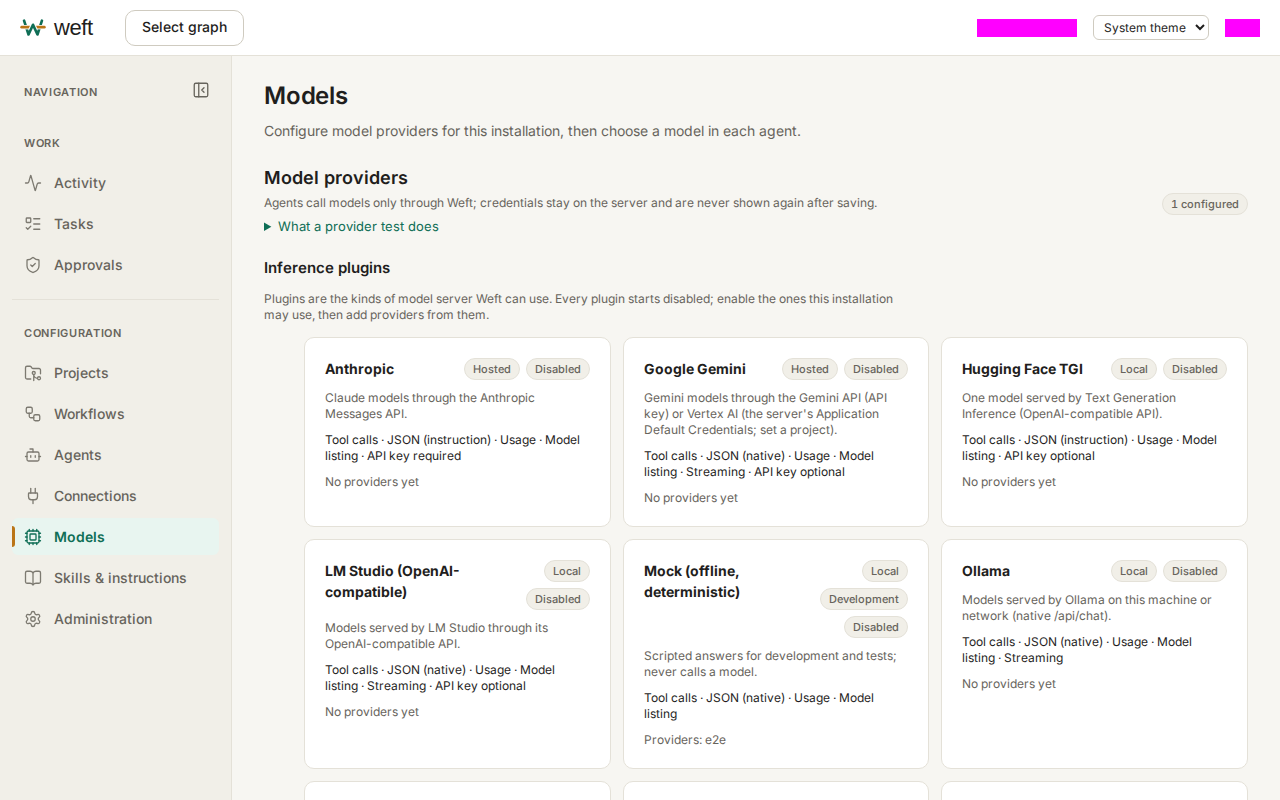 weft
Select graph
System theme
NAVIGATION
WORK
Activity
Tasks
Approvals
CONFIGURATION
Projects
Workflows
Agents
Connections
Models
Skills & instructions
Administration
Models
Configure model providers for this installation, then choose a model in each agent.
Model providers
Agents call models only through Weft; credentials stay on the server and are never shown again after saving.
1 configured
What a provider test does
Inference plugins
Plugins are the kinds of model server Weft can use. Every plugin starts disabled; enable the ones this installation
may use, then add providers from them.
Anthropic
Hosted
Disabled
Claude models through the Anthropic
Messages API.
Tool calls · JSON (instruction) · Usage · Model
listing · API key required
No providers yet
Google Gemini
Hosted
Disabled
Gemini models through the Gemini API (API
key) or Vertex AI (the server's Application
Default Credentials; set a project).
Tool calls · JSON (native) · Usage · Model
listing · Streaming · API key optional
No providers yet
Hugging Face TGI
Local
Disabled
One model served by Text Generation
Inference (OpenAI-compatible API).
Tool calls · JSON (instruction) · Usage · Model
listing · API key optional
No providers yet
LM Studio (OpenAI-
compatible)
Local
Disabled
Models served by LM Studio through its
OpenAI-compatible API.
Tool calls · JSON (native) · Usage · Model
listing · Streaming · API key optional
No providers yet
Mock (offline,
deterministic)
Local
Development
Disabled
Scripted answers for development and tests;
never calls a model.
Tool calls · JSON (native) · Usage · Model
listing
Providers: e2e
Ollama
Local
Disabled
Models served by Ollama on this machine or
network (native /api/chat).
Tool calls · JSON (native) · Usage · Model
listing · Streaming
No providers yet